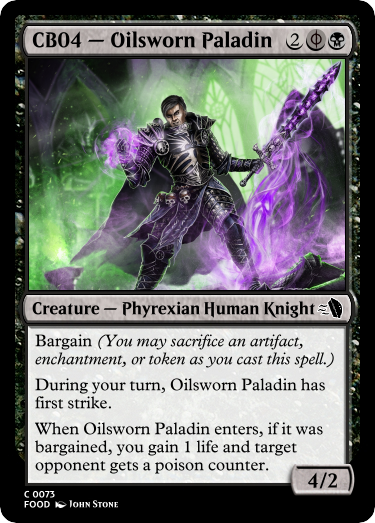 CB04 — Oilsworn Paladin 2
Creature — Phyrexian Human Knight
Bargain (You may sacrifice an artifact,
enchantment, or token as you cast this spell.)
During your turn, Oilsworn Paladin has
first strike.
When Oilsworn Paladin enters, if it was
bargained, you gain 1 life and target
opponent gets a poison counter.
4/2
C 0073
FOOD John Stone